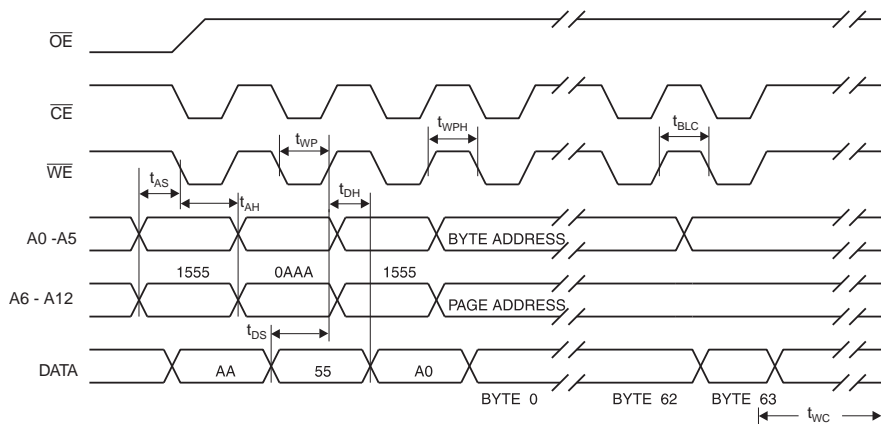 OE
CE
tWP
tWPH
tBLC
WE
tAS
tAH
tDH
A0 -A5
BYTE ADDRESS
1555
0AAA
1555
A6 - A12
PAGE ADDRESS
tDS
DATA
AA
55
A0
BYTE 0
BYTE 62
BYTE 63
tWC